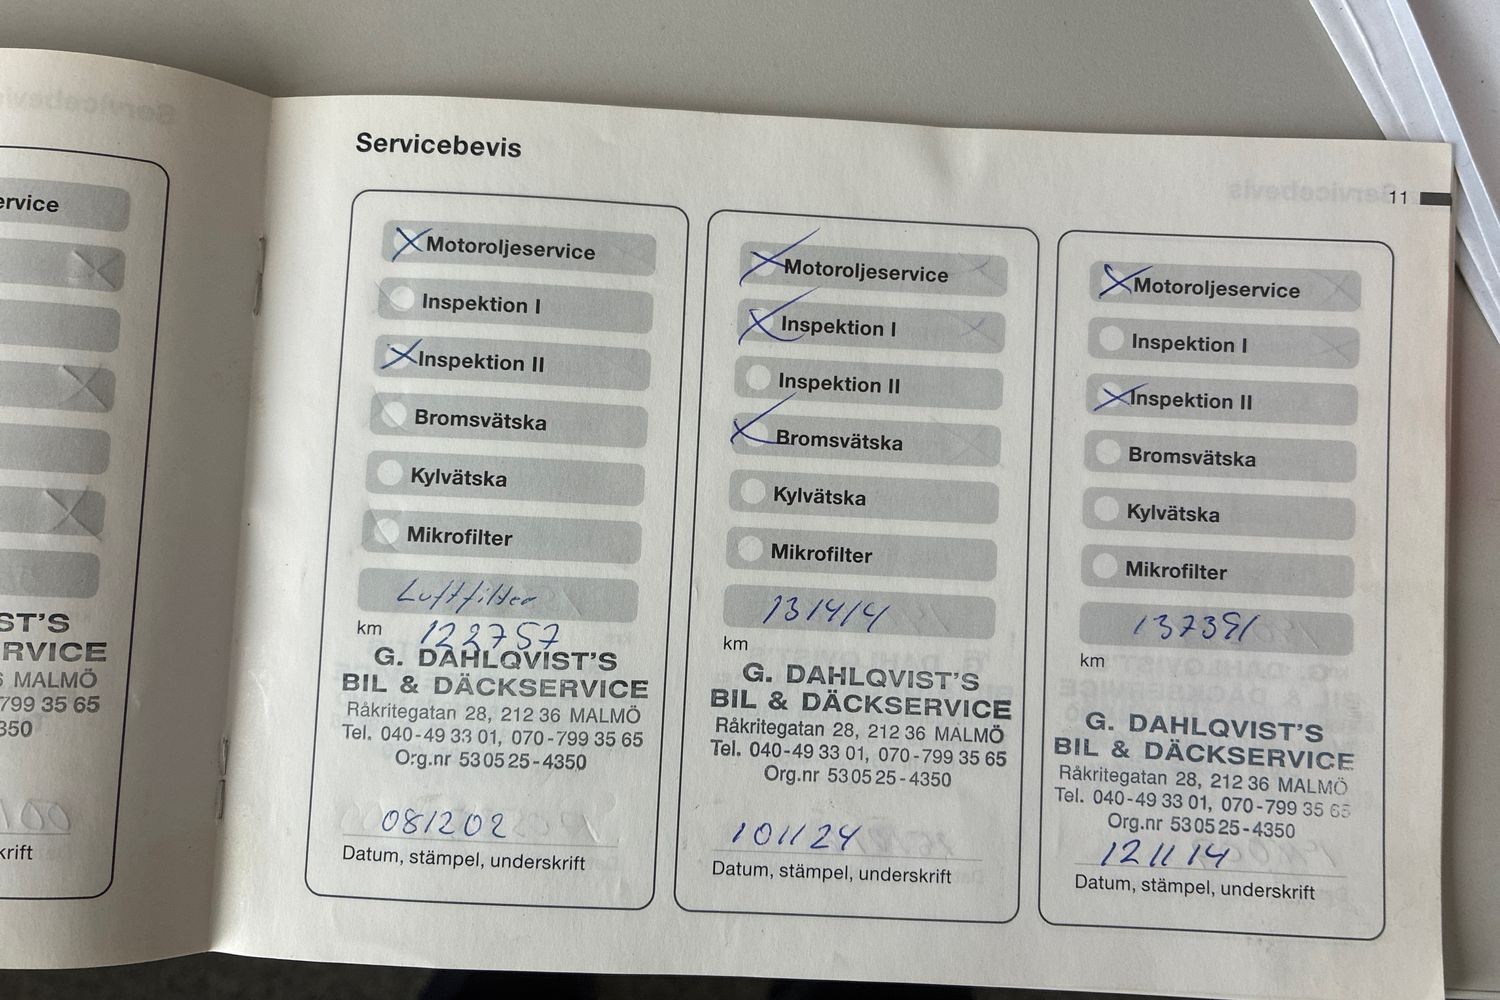 Servicebevis
11
ervice
ST'S
RVICE
6 MALMÖ
799 35 65
350
krift
Motoroljeservice
Inspektion I
Inspektion II
Bromsvätska
Kylvätska
Mikrofilter
Luftfilter
km 122757
G. DAHLQVIST'S
BIL & DÄCKSERVICE
Råkritegatan 28, 212 36 MALMÖ
Tel. 040-49 33 01, 070-799 35 65
Org.nr 530525-4350
081202
Datum, stämpel, underskrift
Motoroljeservice
Inspektion I
Inspektion II
Bromsvätska
Kylvätska
Mikrofilter
131414
km
G. DAHLQVIST'S
BIL & DÄCKSERVICE
Råkritegatan 28, 212 36 MALMÖ
Tel. 040-49 33 01, 070-799 35 65
Org.nr 530525-4350
101124
Datum, stämpel, underskrift
Motoroljeservice
Inspektion I
Inspektion II
Bromsvätska
Kylvätska
Mikrofilter
137391
km
G. DAHLQVIST'S
BIL & DÄCKSERVICE
Råkritegatan 28, 212 36 MALMÖ
Tel. 040-49 33 01, 070-799 35 65
Org.nr 530525-4350
121114
Datum, stämpel, underskrift